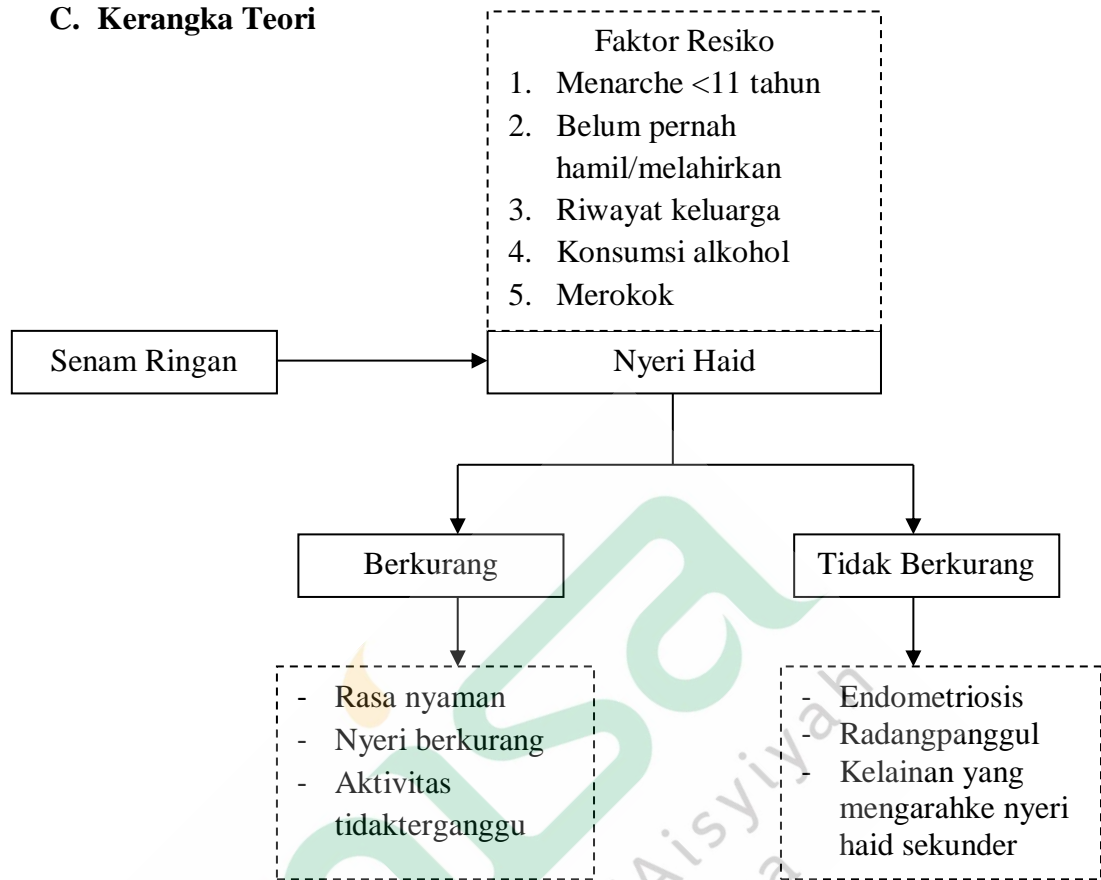 C. Kerangka Teori
Faktor Resiko
1. Menarche <11 tahun
2. Belum pernah
hamil/melahirkan
3. Riwayat keluarga
4. Konsumsi alkohol
5. Merokok
Senam Ringan
Nyeri Haid
Berkurang
Tidak Berkurang
- Rasa nyaman
- Nyeri berkurang
- Aktivitas
tidakterganggu
- Endometriosis
- Radangpanggul
- Kelainan yang
mengarahke nyeri
haid sekunder
Aisyiyah